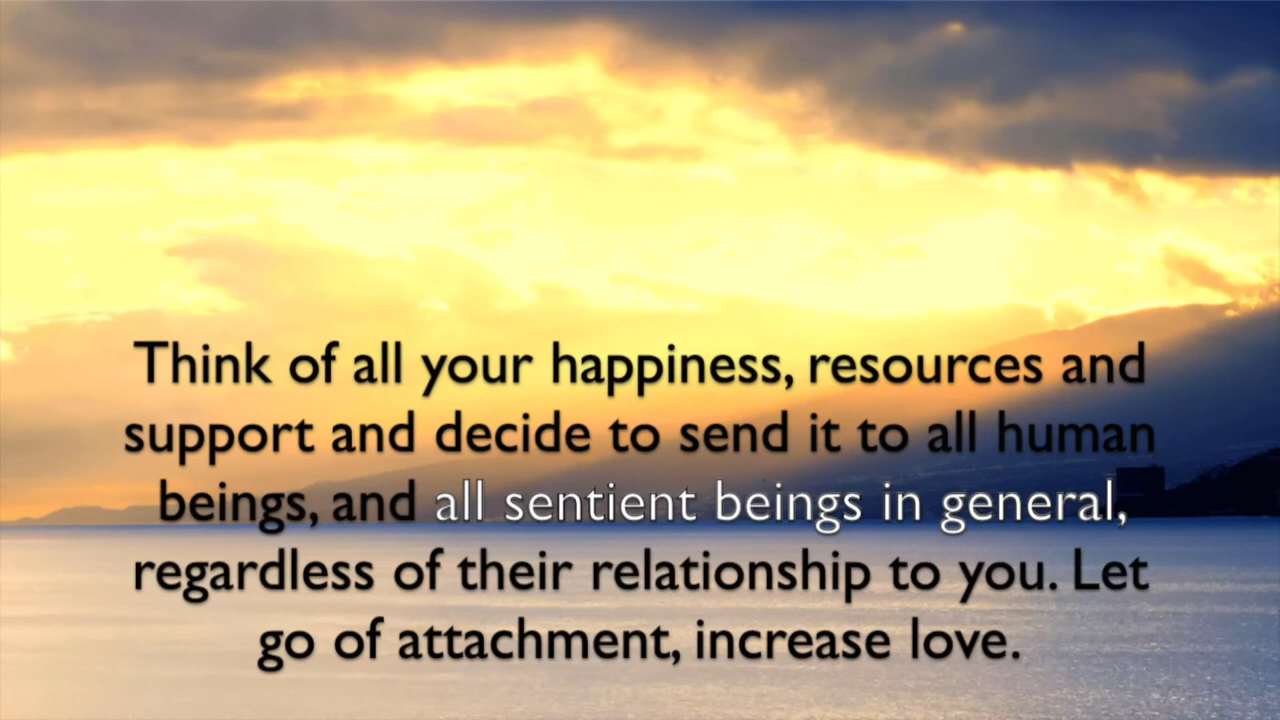 Think of all your happiness, resources and
support and decide to send it to all human
beings, and all sentient beings in general,
regardless of their relationship to you. Let
go of attachment, increase love.